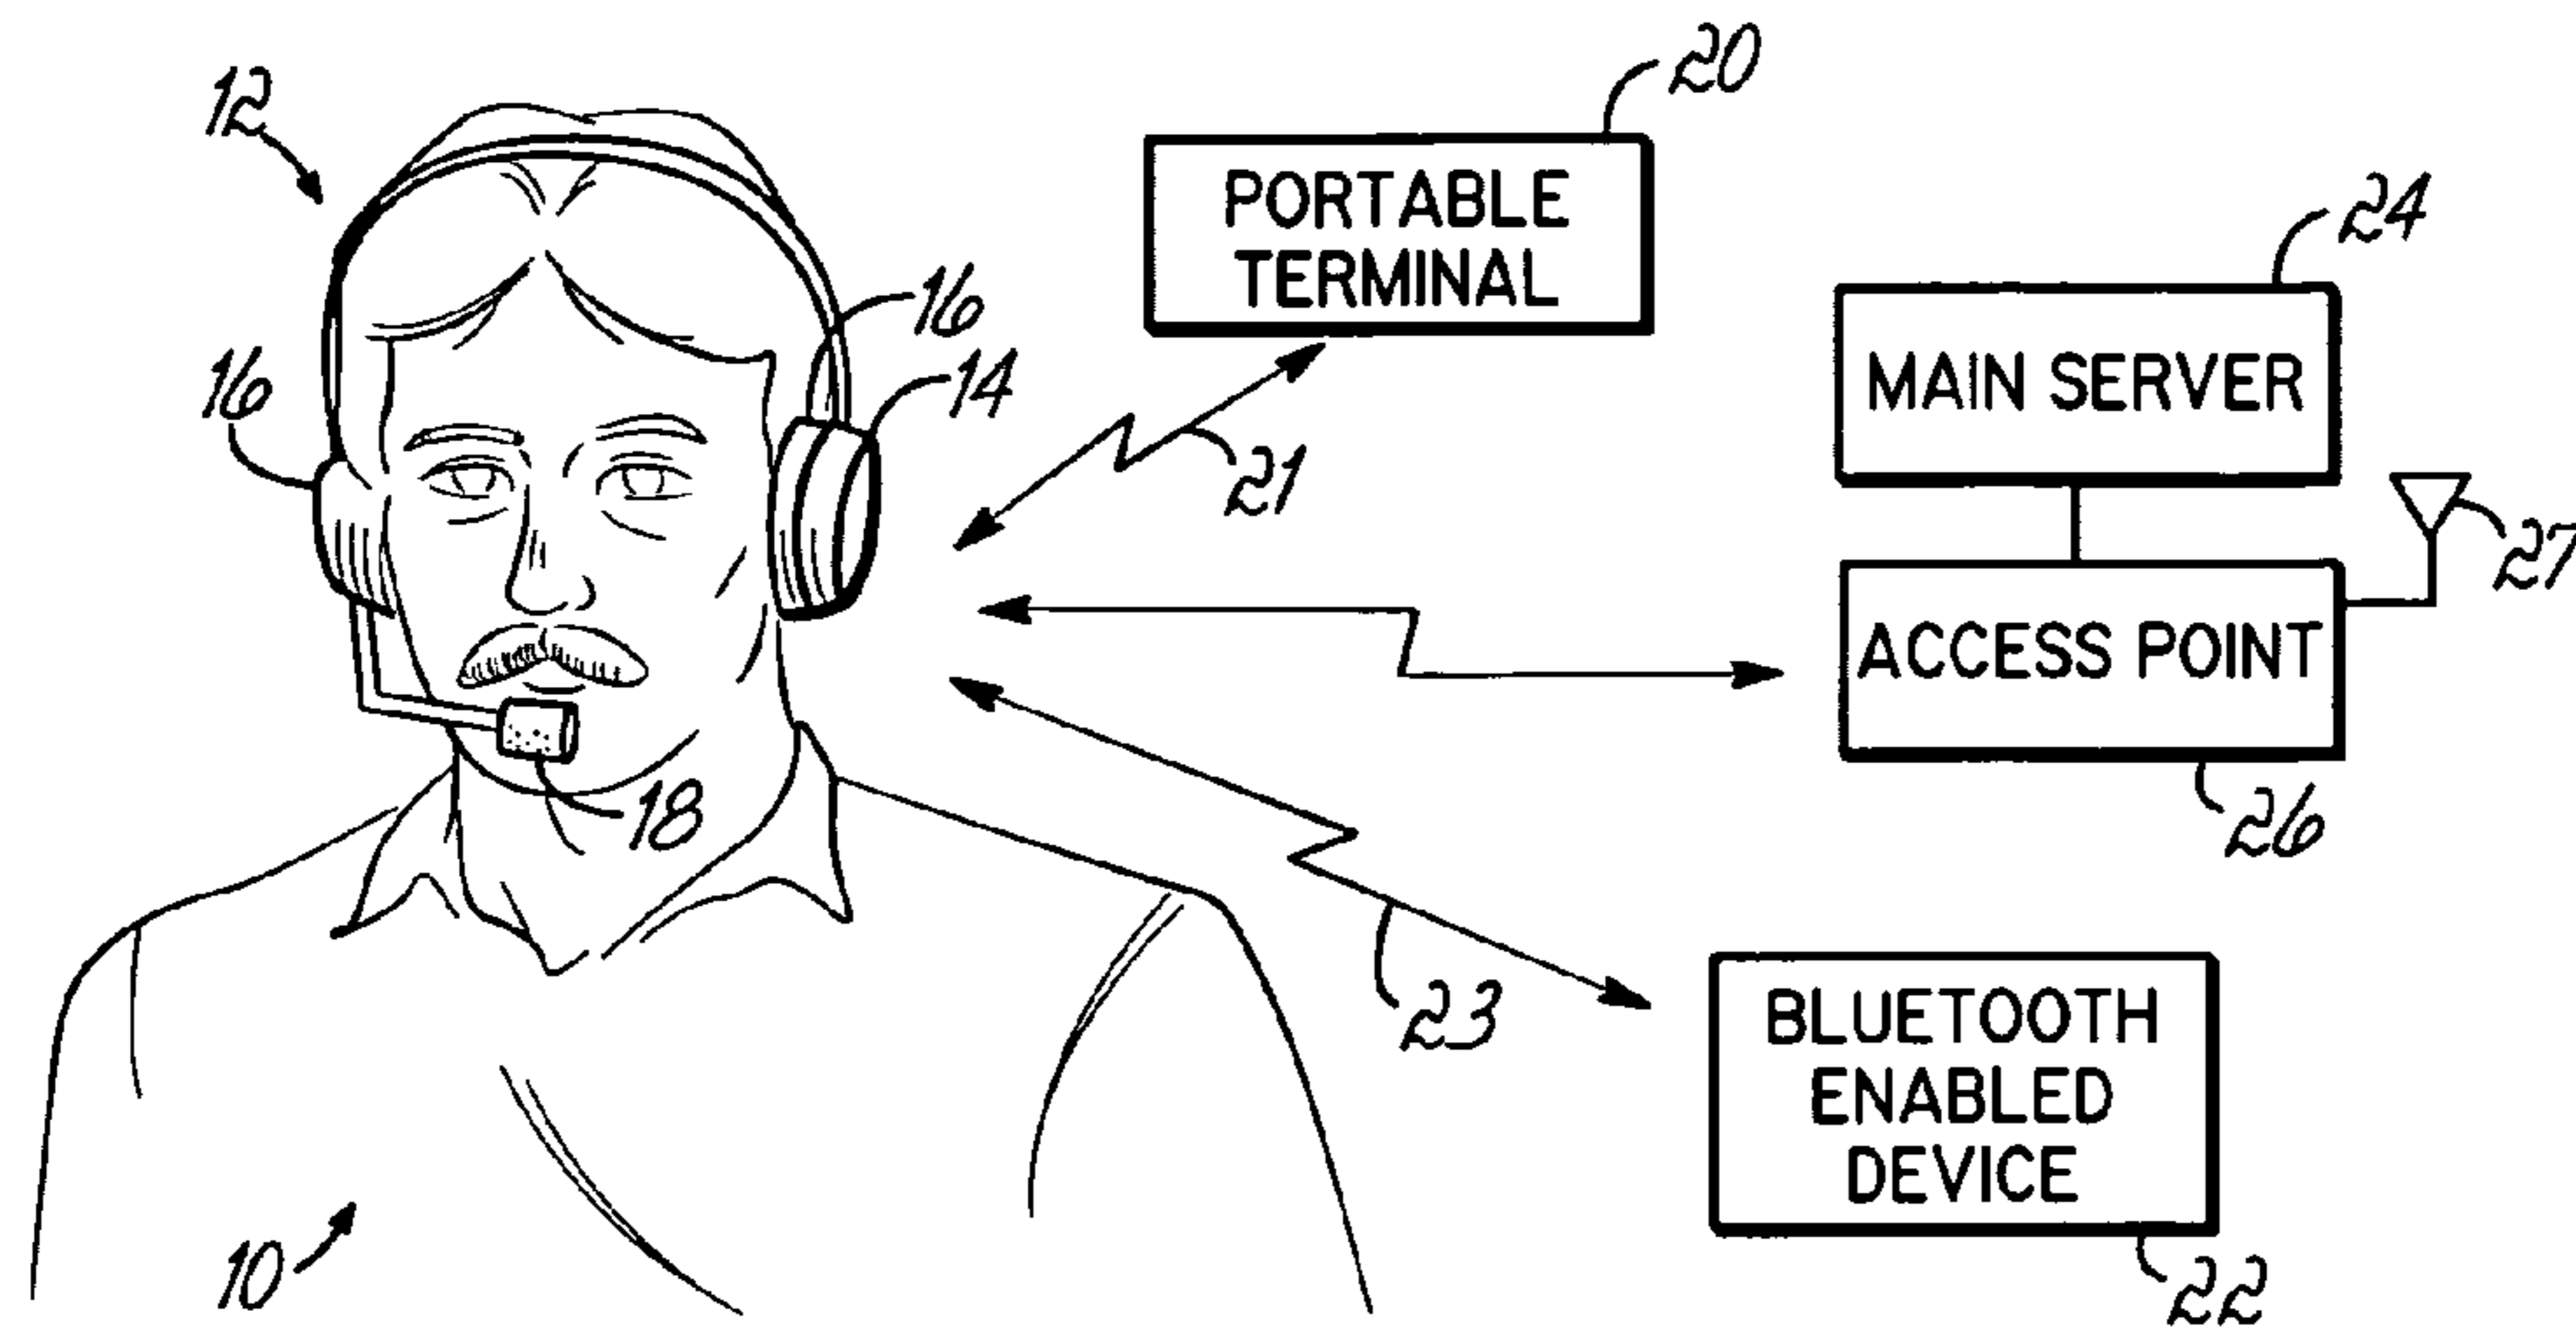 12
20
PORTABLE
TERMINAL
24
16
16
14
MAIN SERVER
21
27
ACCESS POINT
18
26
23
BLUETOOTH
ENABLED
DEVICE
10
22